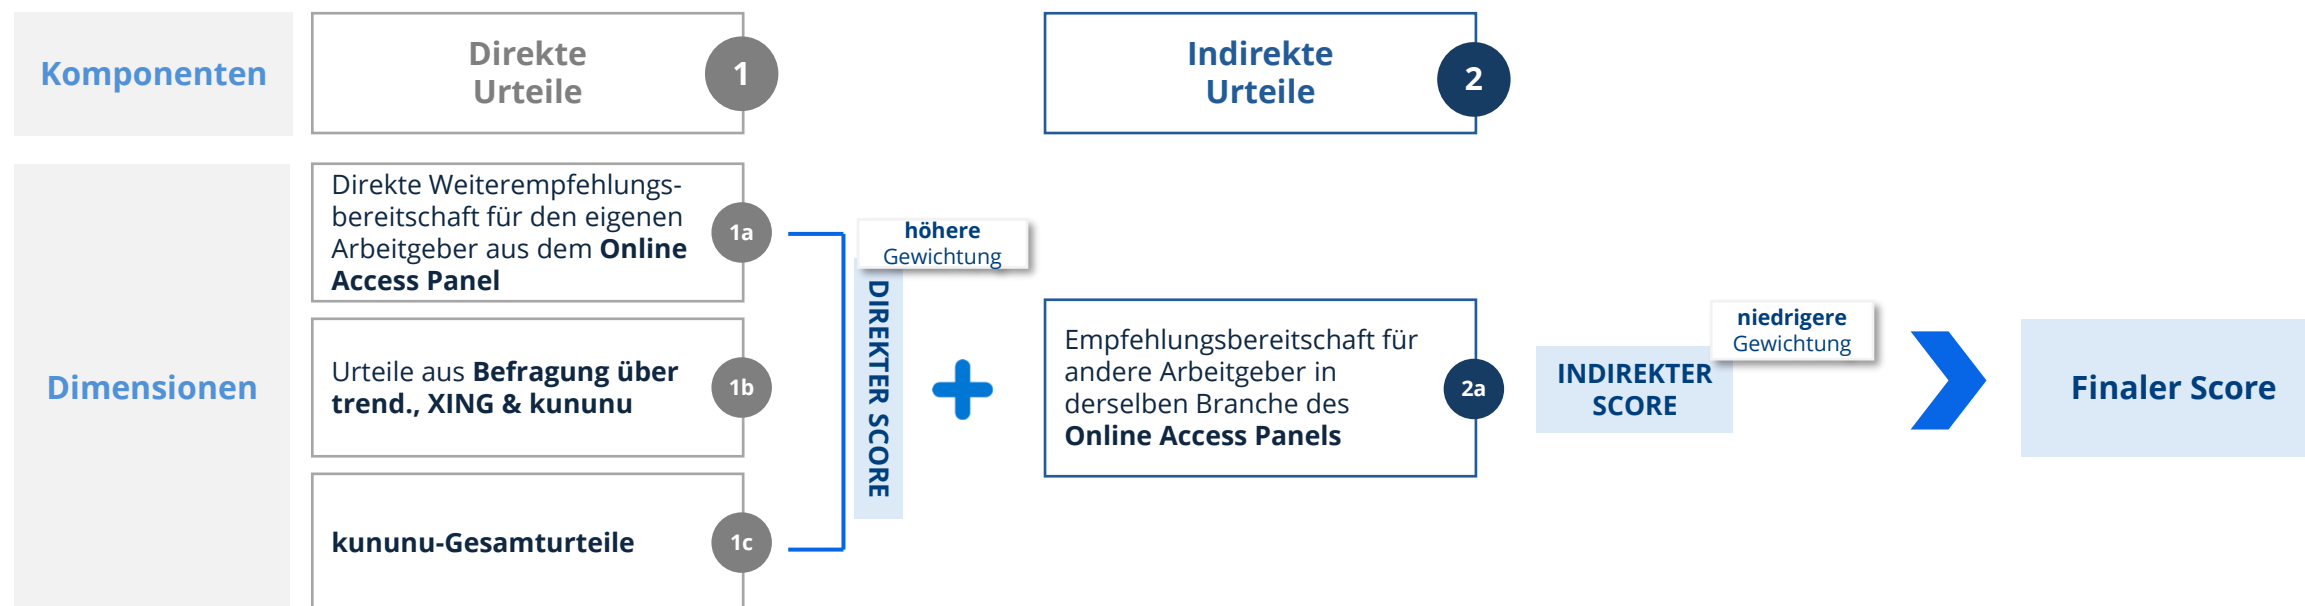 Komponenten
Direkte
Urteile
1
Indirekte
Urteile
2
Dimensionen
Direkte Weiterempfehlungs-
bereitschaft für den eigenen
Arbeitgeber aus dem Online
Access Panel
1a
Urteile aus Befragung über
trend., XING & kununu
1b
kununu-Gesamturteile
1c
höhere
Gewichtung
DIREKTER SCORE
Empfehlungsbereitschaft für
andere Arbeitgeber in
derselben Branche des
Online Access Panels
2a
niedrigere
Gewichtung
INDIREKTER
SCORE
Finaler Score